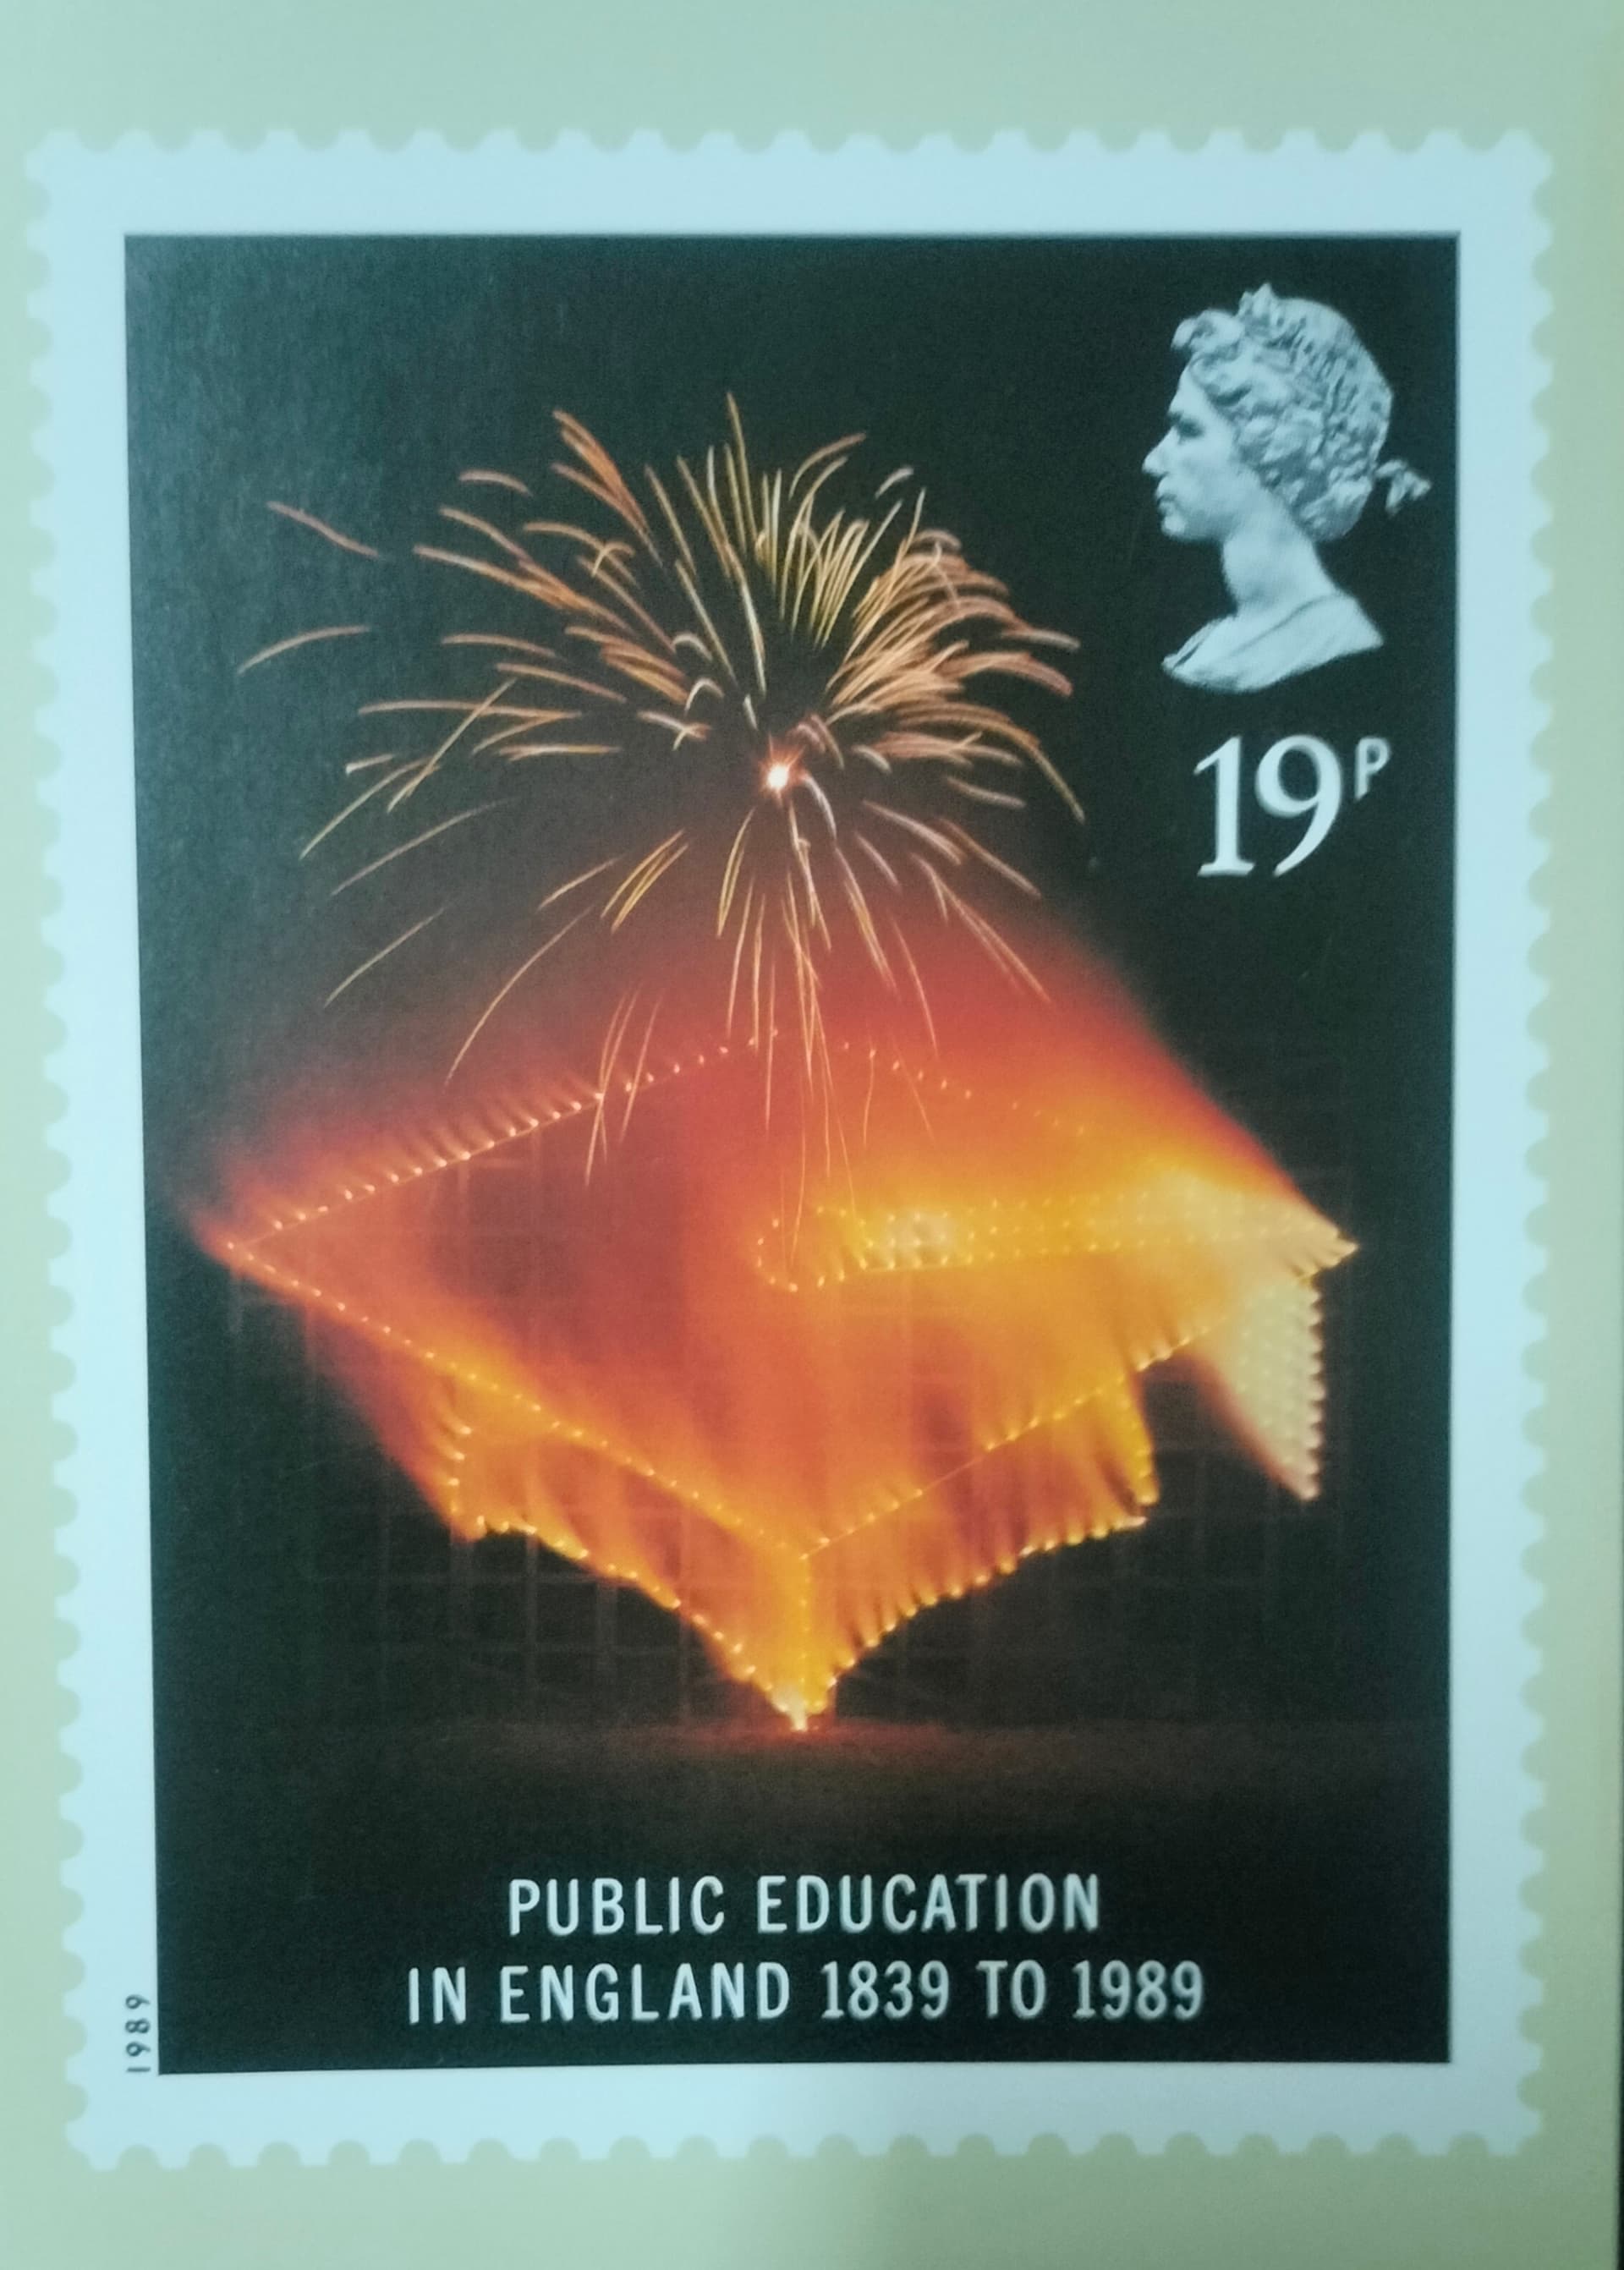 19P
PUBLIC EDUCATION
IN ENGLAND 1839 TO 1989
1989